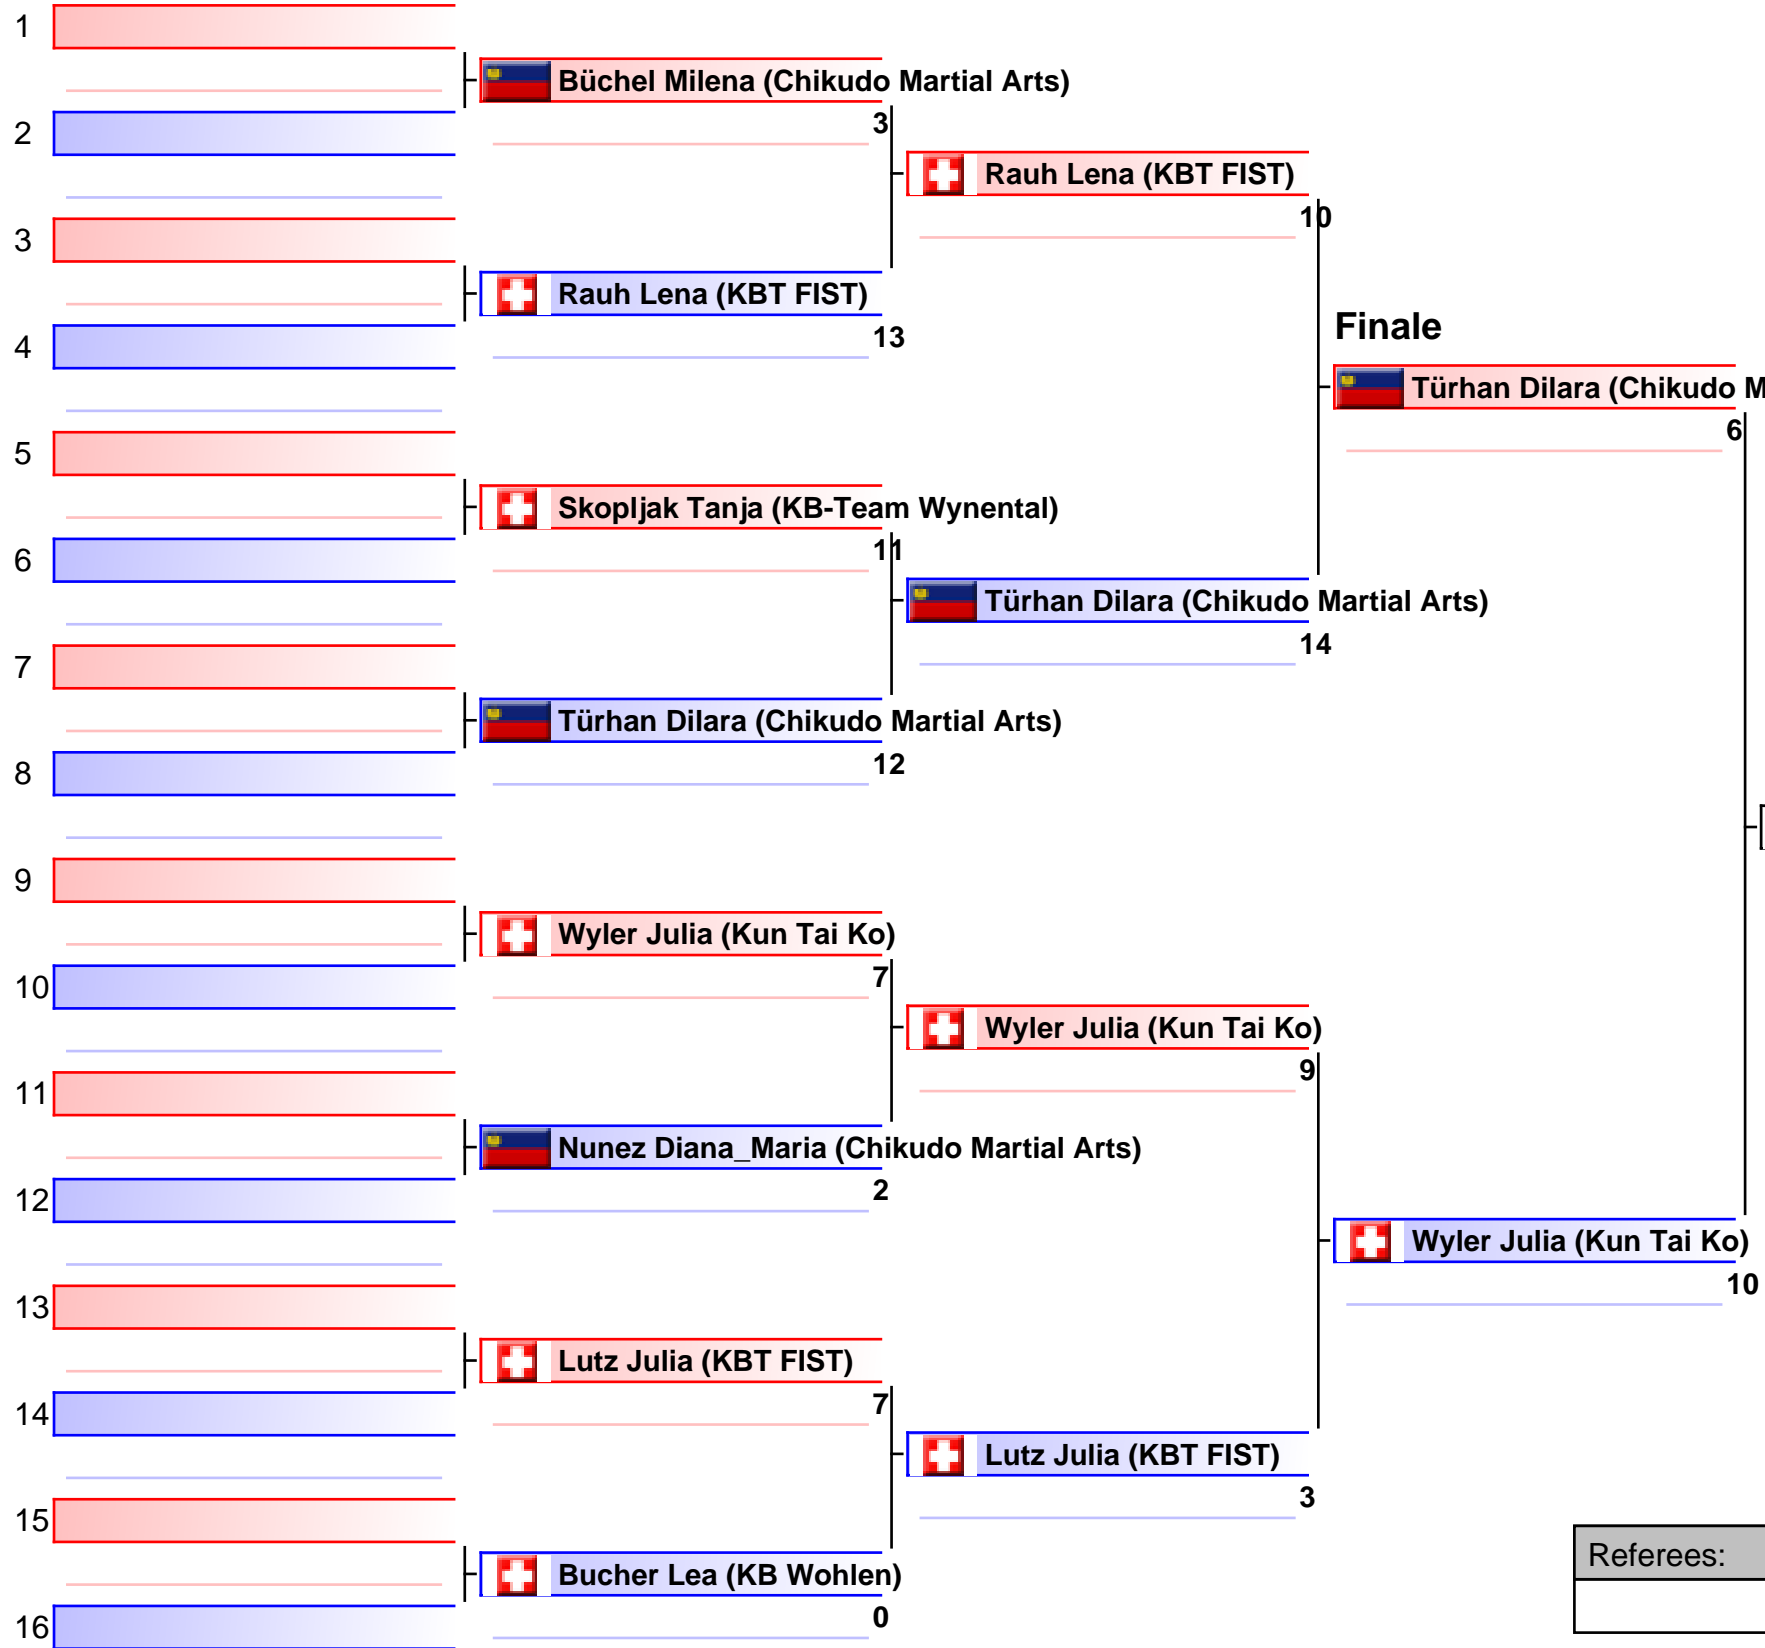 1
Büchel Milena (Chikudo Martial Arts)
2
3
Rauh Lena (KBT FIST)
10
3
Rauh Lena (KBT FIST)
13
4
Finale
Türhan Dilara (Chikudo M
6
5
Skopljak Tanja (KB-Team Wynental)
11
6
Türhan Dilara (Chikudo Martial Arts)
14
7
Türhan Dilara (Chikudo Martial Arts)
12
8
9
Wyler Julia (Kun Tai Ko)
7
10
Wyler Julia (Kun Tai Ko)
9
11
Nunez Diana_Maria (Chikudo Martial Arts)
2
12
Wyler Julia (Kun Tai Ko)
10
13
Lutz Julia (KBT FIST)
7
14
Lutz Julia (KBT FIST)
3
15
Referees:
Bucher Lea (KB Wohlen)
0
16